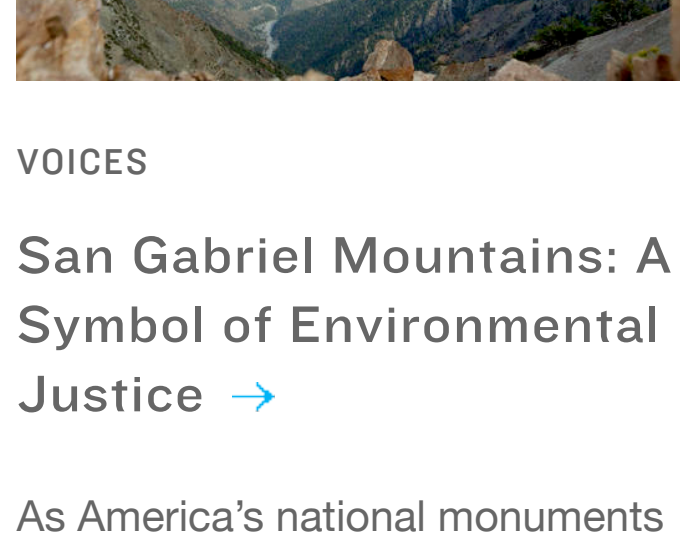 VOICES
San Gabriel Mountains: A
Symbol of Environmental
Justice →
As America’s national monuments